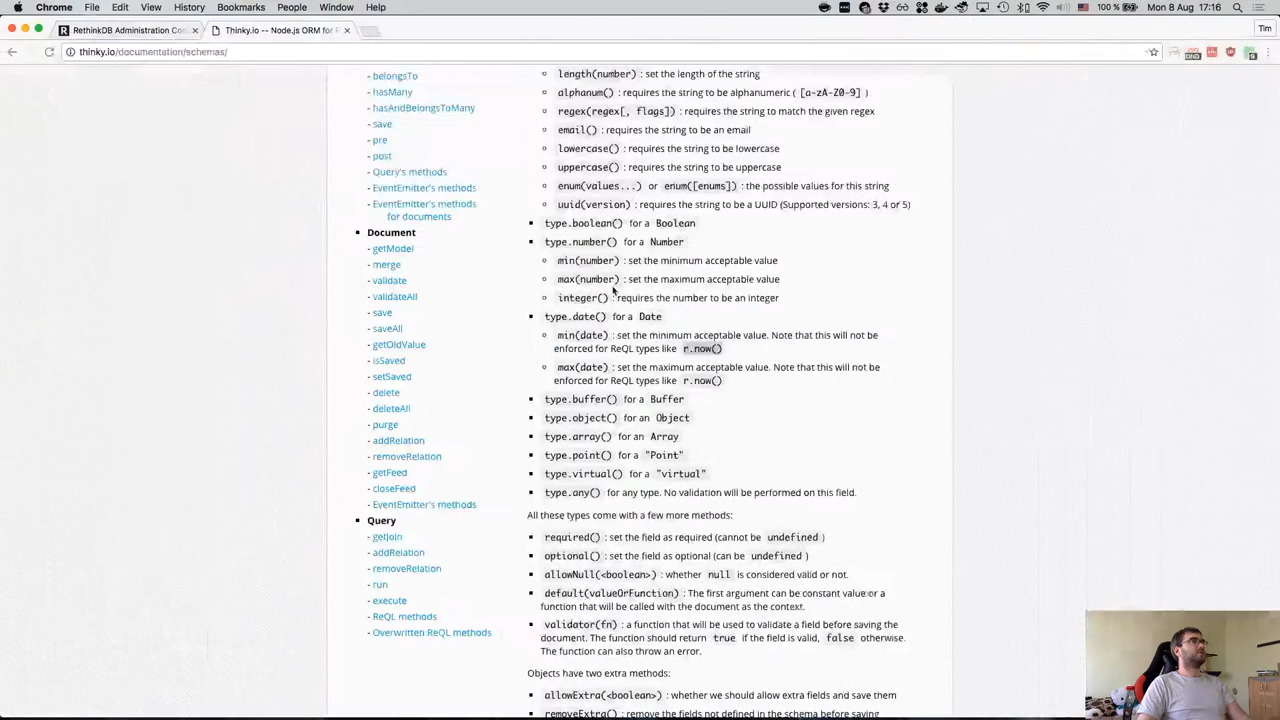 Chrome File Edit View History Bookmarks People Window Help 100 % Mon 8 Aug 17:16
RethinkDB Administration Con × Thinky.io -- Node.js ORM for R × Tim
thinky.io/documentation/schemas/
- belongsTo
- hasMany
- hasAndBelongsToMany
- save
- pre
- post
- Query's methods
- EventEmitter's methods
- EventEmitter's methods
for documents
Document
- getModel
- merge
- validate
- validateAll
- save
- saveAll
- getOldValue
- isSaved
- setSaved
- delete
- deleteAll
- purge
- addRelation
- removeRelation
- getFeed
- closeFeed
- EventEmitter's methods
Query
- getJoin
- addRelation
- removeRelation
- run
- execute
- ReQL methods
- Overwritten ReQL methods
length(number) : set the length of the string
alphanum() : requires the string to be alphanumeric ( [a-zA-Z0-9] )
regex(regex[, flags]) : requires the string to match the given regex
email() : requires the string to be an email
lowercase() : requires the string to be lowercase
uppercase() : requires the string to be uppercase
enum(values...) or enum([enums]) : the possible values for this string
uuid(version) : requires the string to be a UUID (Supported versions: 3, 4 or 5)
type.boolean() for a Boolean
type.number() for a Number
min(number) : set the minimum acceptable value
max(number) : set the maximum acceptable value
integer() : requires the number to be an integer
type.date() for a Date
min(date) : set the minimum acceptable value. Note that this will not be
enforced for ReQL types like r.now()
max(date) : set the maximum acceptable value. Note that this will not be
enforced for ReQL types like r.now()
type.buffer() for a Buffer
type.object() for an Object
type.array() for an Array
type.point() for a "Point"
type.virtual() for a "virtual"
type.any() for any type. No validation will be performed on this field.
All these types come with a few more methods:
required() : set the field as required (cannot be undefined )
optional() : set the field as optional (can be undefined )
allowNull(<boolean>) : whether null is considered valid or not.
default(valueOrFunction) : The first argument can be constant value or a
function that will be called with the document as the context.
validator(fn) : a function that will be used to validate a field before saving the
document. The function should return true if the field is valid, false otherwise.
The function can also throw an error.
Objects have two extra methods:
allowExtra(<boolean>) : whether we should allow extra fields and save them
removeExtra() : remove the fields not defined in the schema before saving